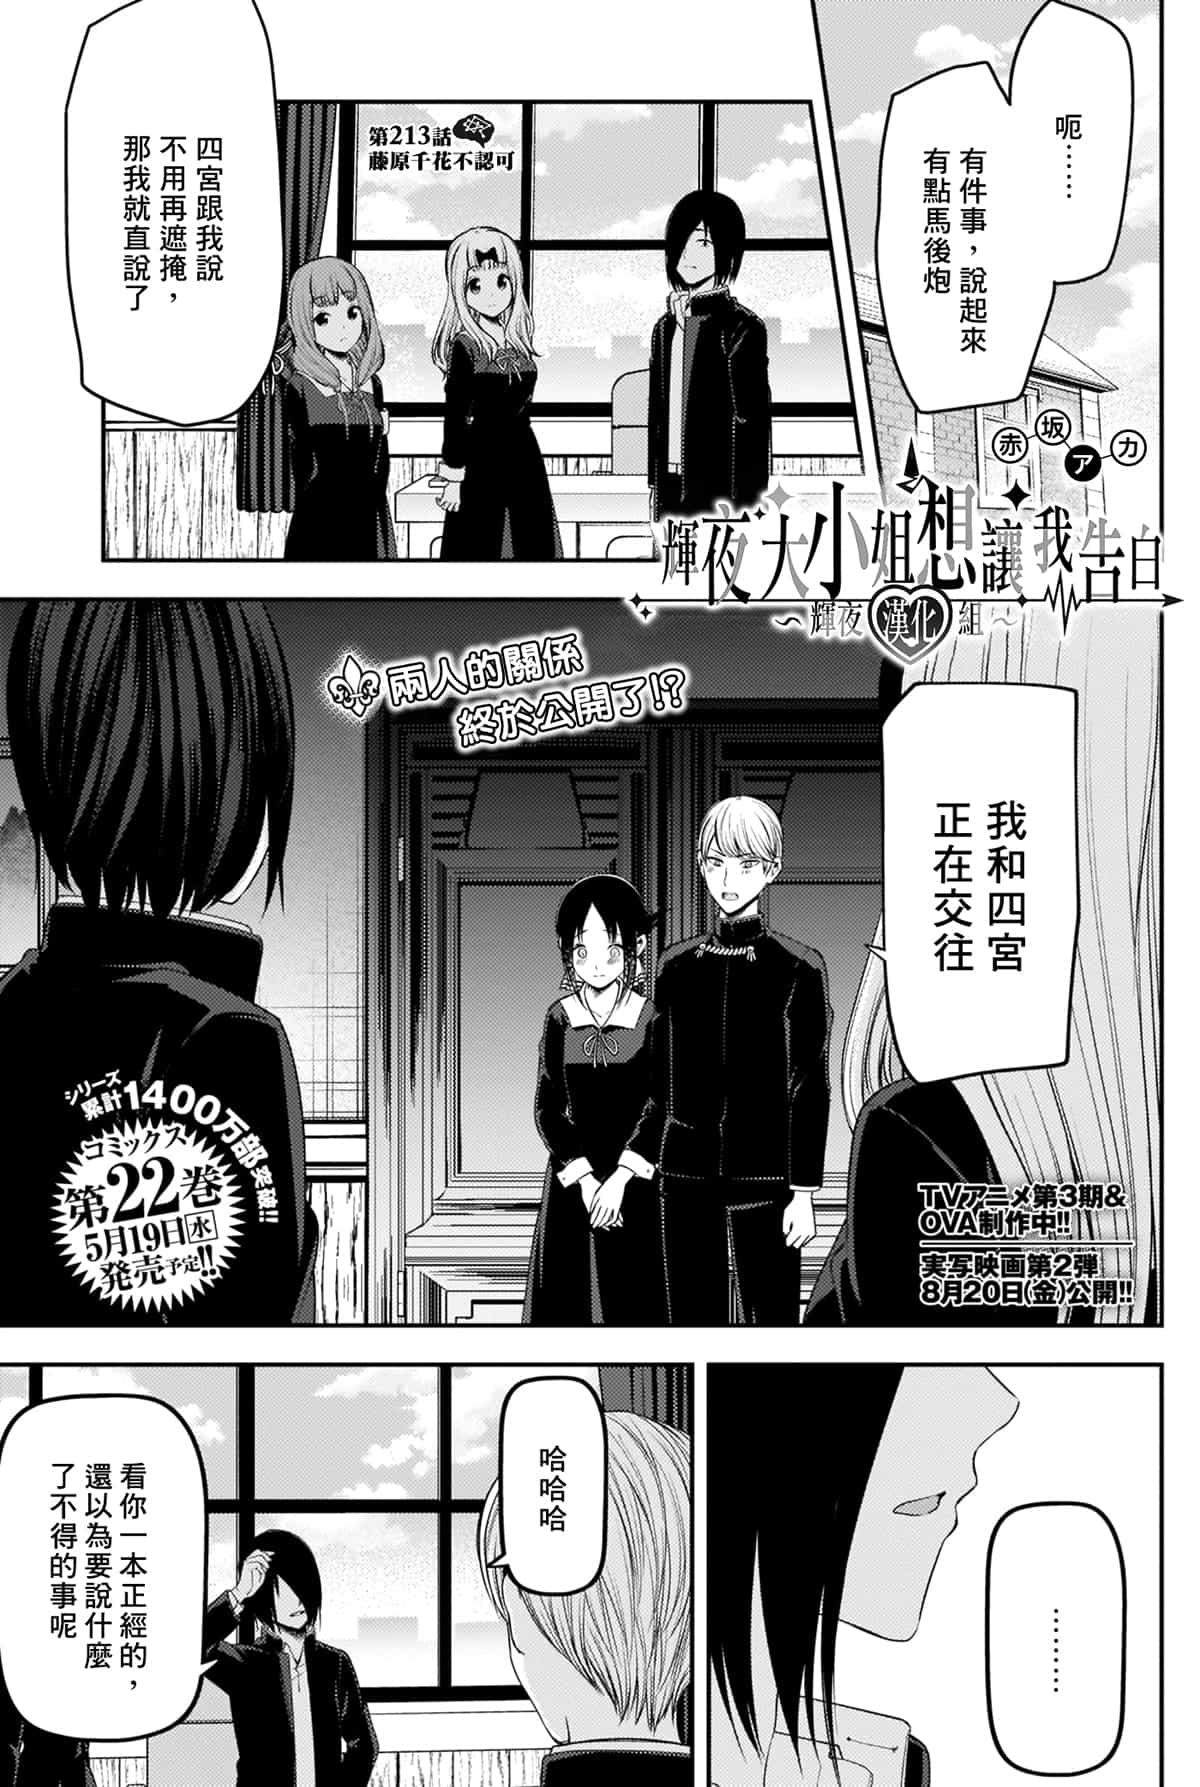 呃……
有件事，說起來
有點馬後炮
第213話
藤原千花不認可
四宮跟我說
不用再遮掩，
那我就直說了
赤坂アカ
輝夜大小姐想讓我告白
～輝夜漢化組～
兩人的關係
終於公開了!?
我和四宮
正在交往
シリーズ
累計1400万部突破!!
コミックス
第22巻
5月19日水
発売予定!!
TVアニメ第3期&
OVA制作中!!
実写映画第2弾
8月20日(金)公開!!
………
哈哈哈
看你一本正經的，
還以為要說什麼
了不得的事呢